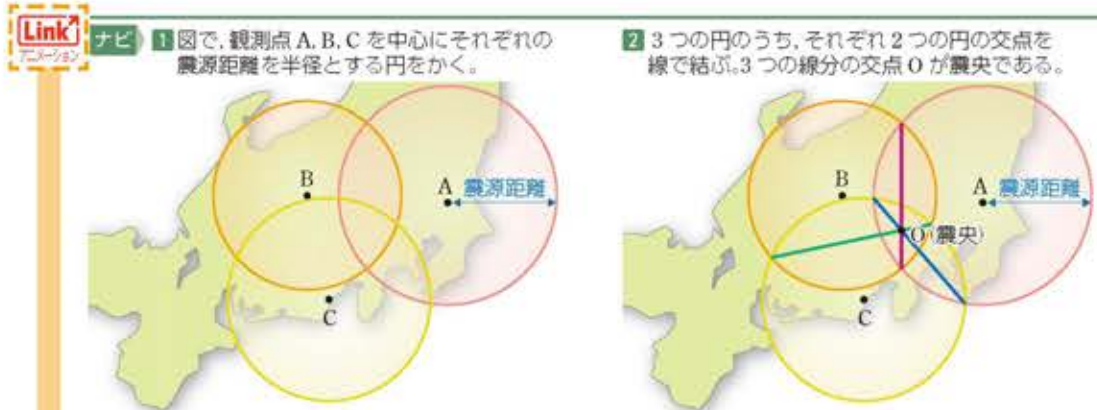 Link
アニメーション
ナビ
1 図で,観測点 A, B, C を中心にそれぞれの
震源距離を半径とする円をかく。
B
A
震源距離
C
2 3つの円のうち,それぞれ2つの円の交点を
線で結ぶ。3つの線分の交点 O が震央である。
B
A
震源距離
O(震央)
C